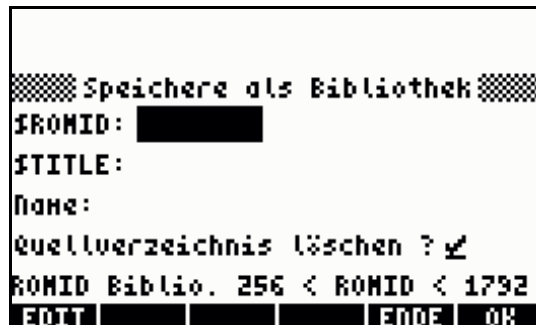 Speichere als Bibliothek
$ROMID:
$TITLE:
Name:
Quellverzeichnis löschen ?
ROMID Biblio. 256 < ROMID < 1792
EDIT ENDE OK